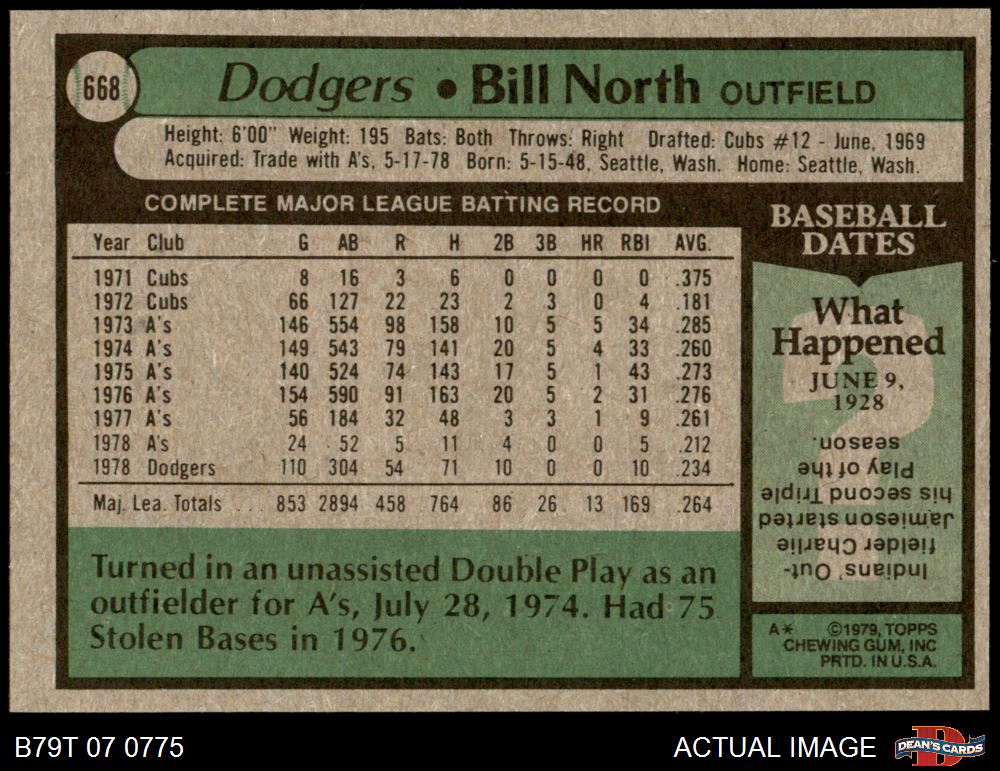 668
Dodgers • Bill North OUTFIELD
Height: 6'00" Weight: 195 Bats: Both Throws: Right Drafted: Cubs #12 - June, 1969
Acquired: Trade with A's, 5-17-78 Born: 5-15-48, Seattle, Wash. Home: Seattle, Wash.
COMPLETE MAJOR LEAGUE BATTING RECORD
Year Club G AB R H 2B 3B HR RBI AVG.
1971 Cubs 8 16 3 6 0 0 0 0 .375
1972 Cubs 66 127 22 23 2 3 0 4 .181
1973 A's 146 554 98 158 10 5 5 34 .285
1974 A's 149 543 79 141 20 5 4 33 .260
1975 A's 140 524 74 143 17 5 1 43 .273
1976 A's 154 590 91 163 20 5 2 31 .276
1977 A's 56 184 32 48 3 3 1 9 .261
1978 A's 24 52 5 11 4 0 0 5 .212
1978 Dodgers 110 304 54 71 10 0 0 10 .234
Maj. Lea. Totals ... 853 2894 458 764 86 26 13 169 .264
Turned in an unassisted Double Play as an
outfielder for A's, July 28, 1974. Had 75
Stolen Bases in 1976.
BASEBALL
DATES
What
Happened
JUNE 9,
1928
?
Indians' Out-
fielder Charlie
Jamieson started
his second Triple
Play of the
season.
A* ©1979, TOPPS
CHEWING GUM, INC
PRTD. IN U.S.A.
B79T 07 0775
ACTUAL IMAGE
DEAN'S CARDS